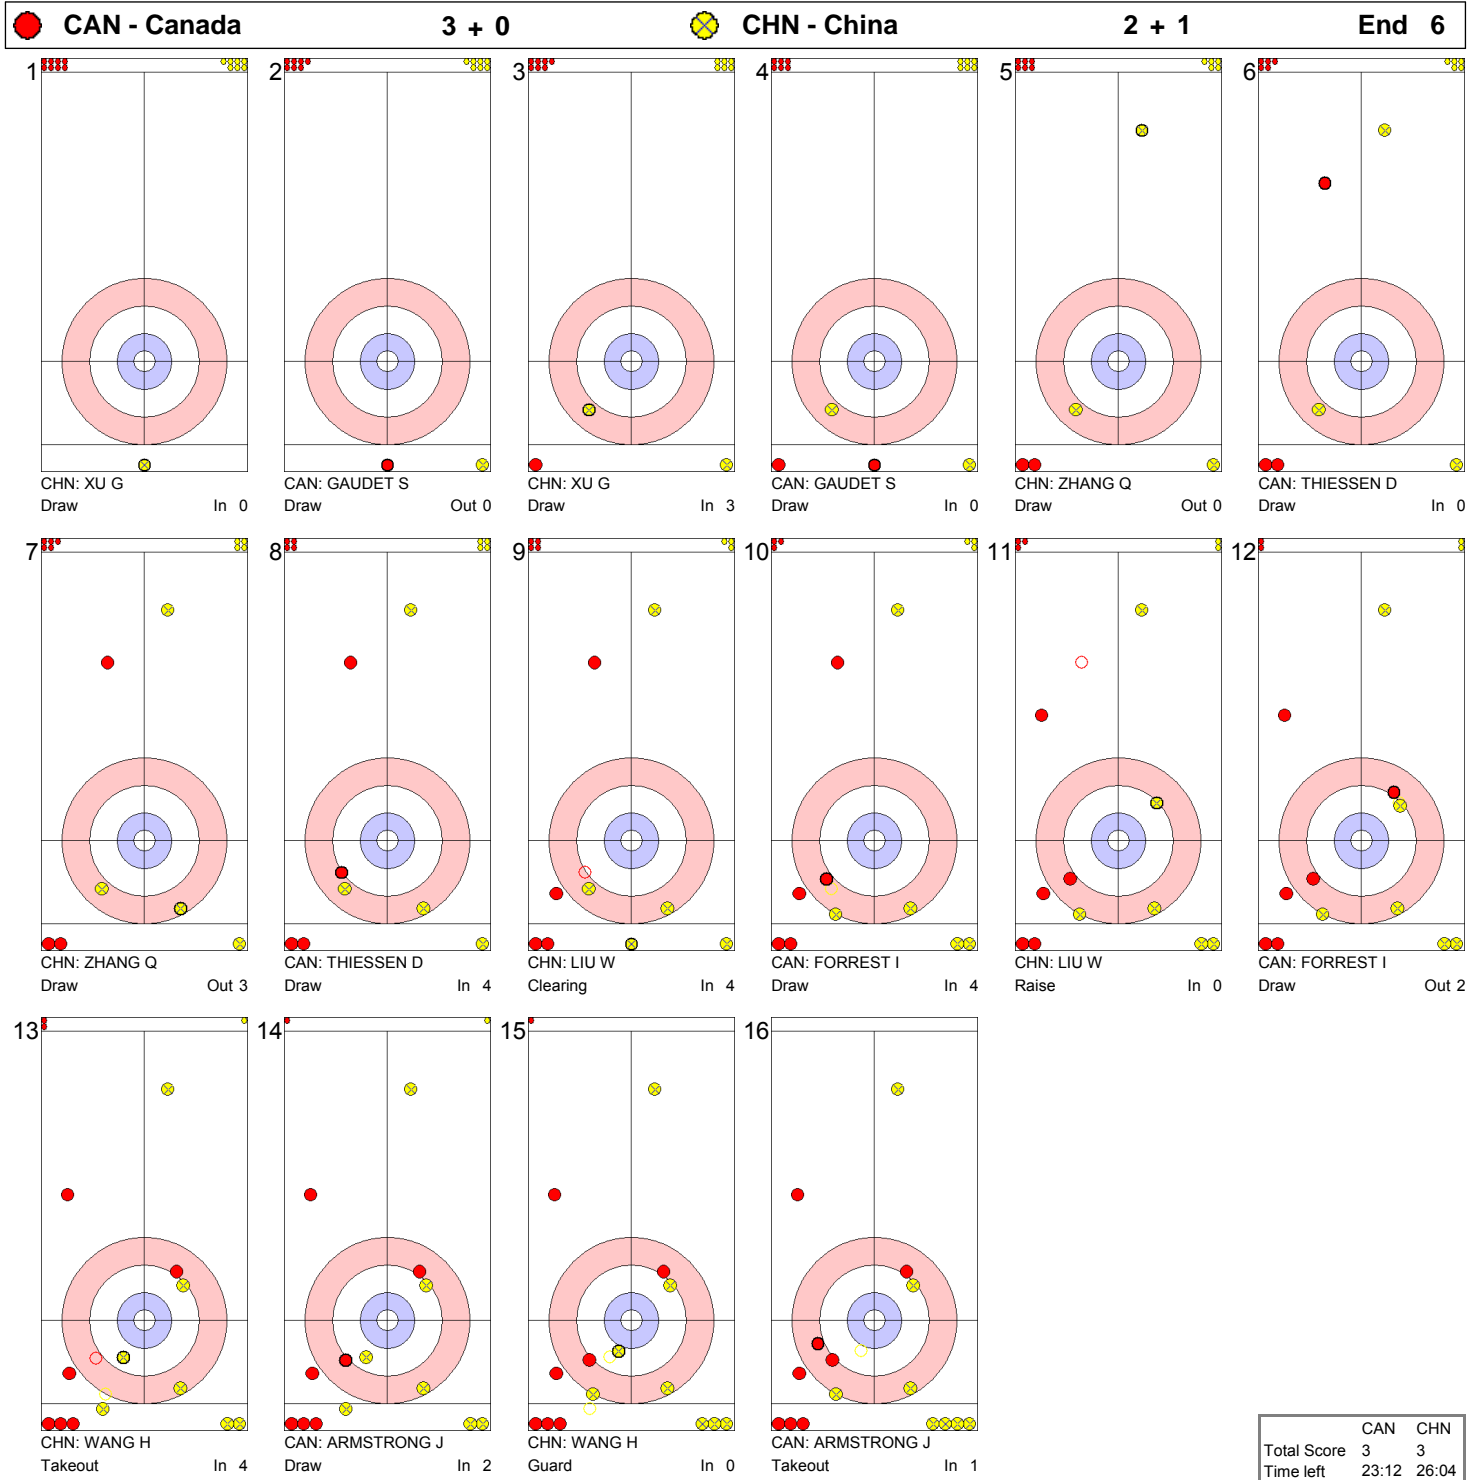 CAN - Canada 3 + 0 CHN - China 2 + 1 End 6
1 2 3 4 5 6
CHN: XU G CAN: GAUDET S CHN: XU G CAN: GAUDET S CHN: ZHANG Q CAN: THIESSEN D
Draw In 0 Draw Out 0 Draw In 3 Draw In 0 Draw Out 0 Draw In 0
7 8 9 10 11 12
CHN: ZHANG Q CAN: THIESSEN D CHN: LIU W CAN: FORREST I CHN: LIU W CAN: FORREST I
Draw Out 3 Draw In 4 Clearing In 4 Draw In 4 Raise In 0 Draw Out 2
13 14 15 16
CHN: WANG H CAN: ARMSTRONG J CHN: WANG H CAN: ARMSTRONG J
Takeout In 4 Draw In 2 Guard In 0 Takeout In 1
CAN CHN
Total Score 3 3
Time left 23:12 26:04